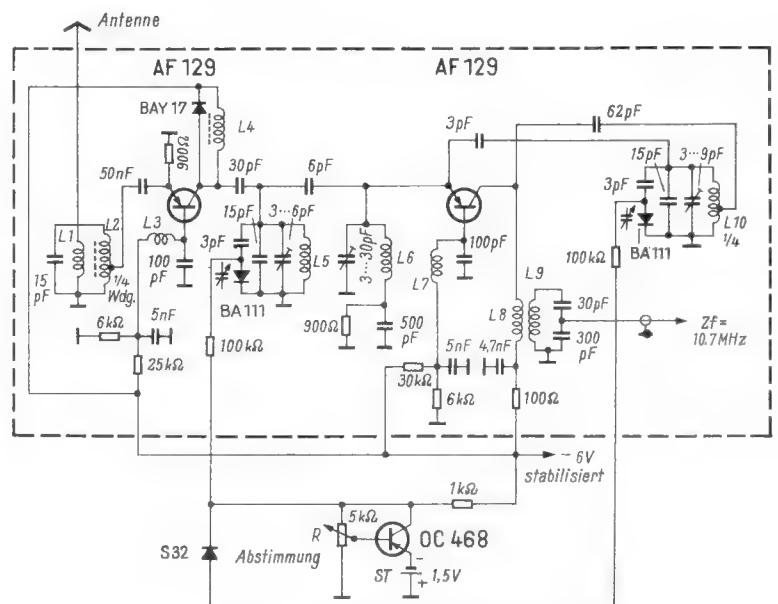 Antenne
AF 129
AF 129
BAY 17
L4
62pF
900Ω
3pF
50nF
30pF
6pF
15pF
3...9pF
3pF
L1
L2
L3
15pF
3...6pF
3pF
L5
3...30pF
L6
100pF
L10
1/4
BA 111
15
pF
1/4
Wdg.
100
pF
BA 111
L7
L9
100kΩ
30pF
L8
6kΩ
5nF
100kΩ
900Ω
500
pF
5nF
4,7nF
300
pF
Zf =
10.7MHz
25kΩ
30kΩ
6kΩ
100Ω
- 6V
stabilisiert
1kΩ
5kΩ
R
OC 468
S32
Abstimmung
ST
-
+
1,5V